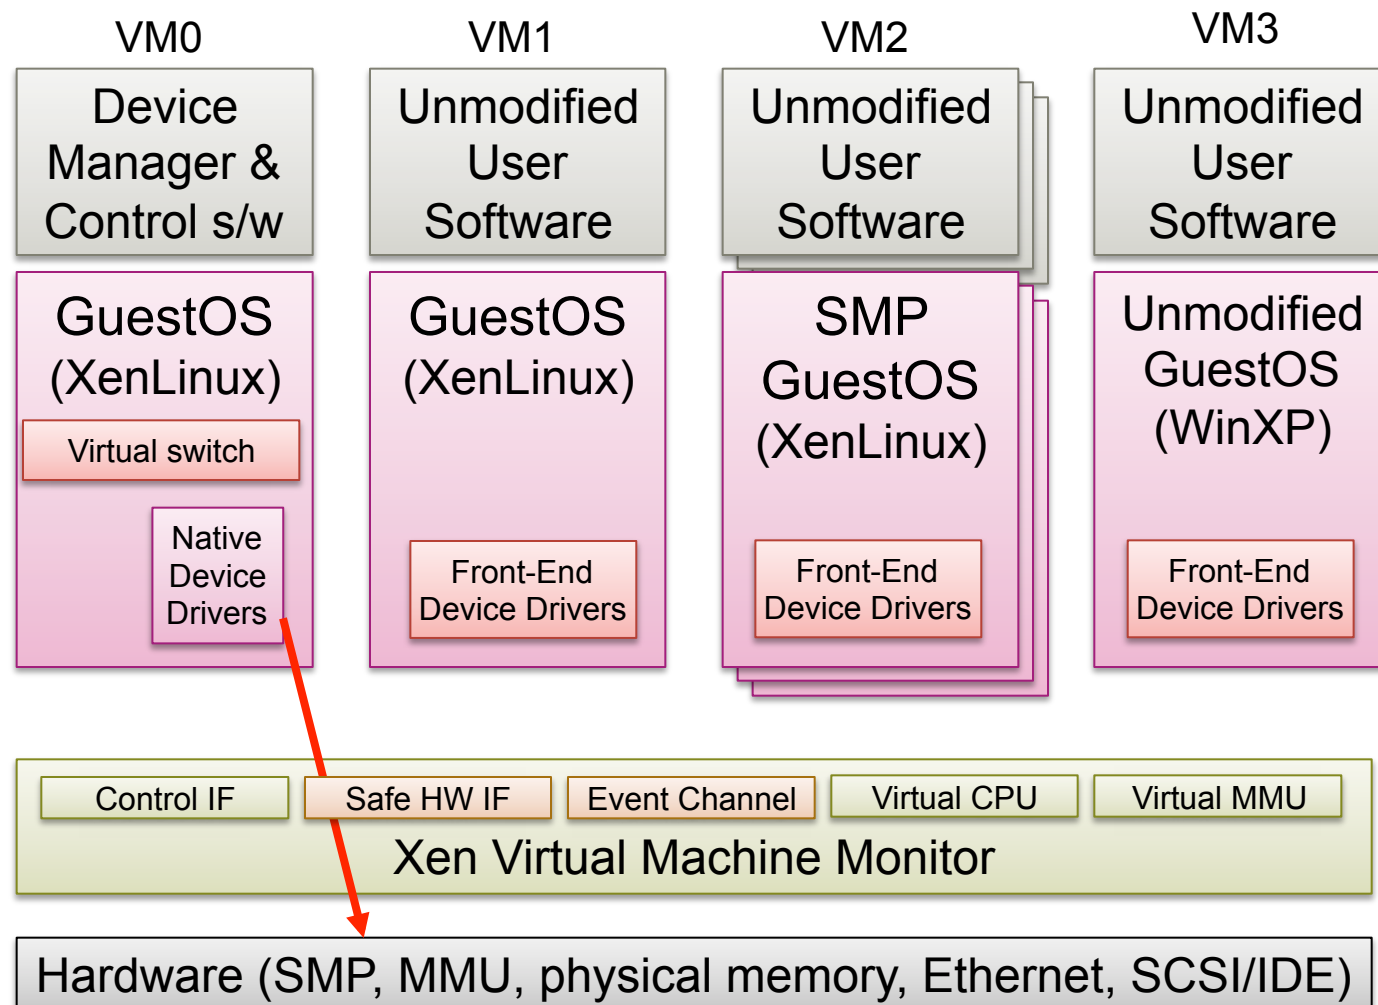 VM0
Device
Manager &
Control s/w
GuestOS
(XenLinux)
Virtual switch
Native
Device
Drivers
VM1
Unmodified
User
Software
GuestOS
(XenLinux)
Front-End
Device Drivers
VM2
Unmodified
User
Software
SMP
GuestOS
(XenLinux)
Front-End
Device Drivers
VM3
Unmodified
User
Software
Unmodified
GuestOS
(WinXP)
Front-End
Device Drivers
Control IF
Safe HW IF
Event Channel
Virtual CPU
Virtual MMU
Xen Virtual Machine Monitor
Hardware (SMP, MMU, physical memory, Ethernet, SCSI/IDE)